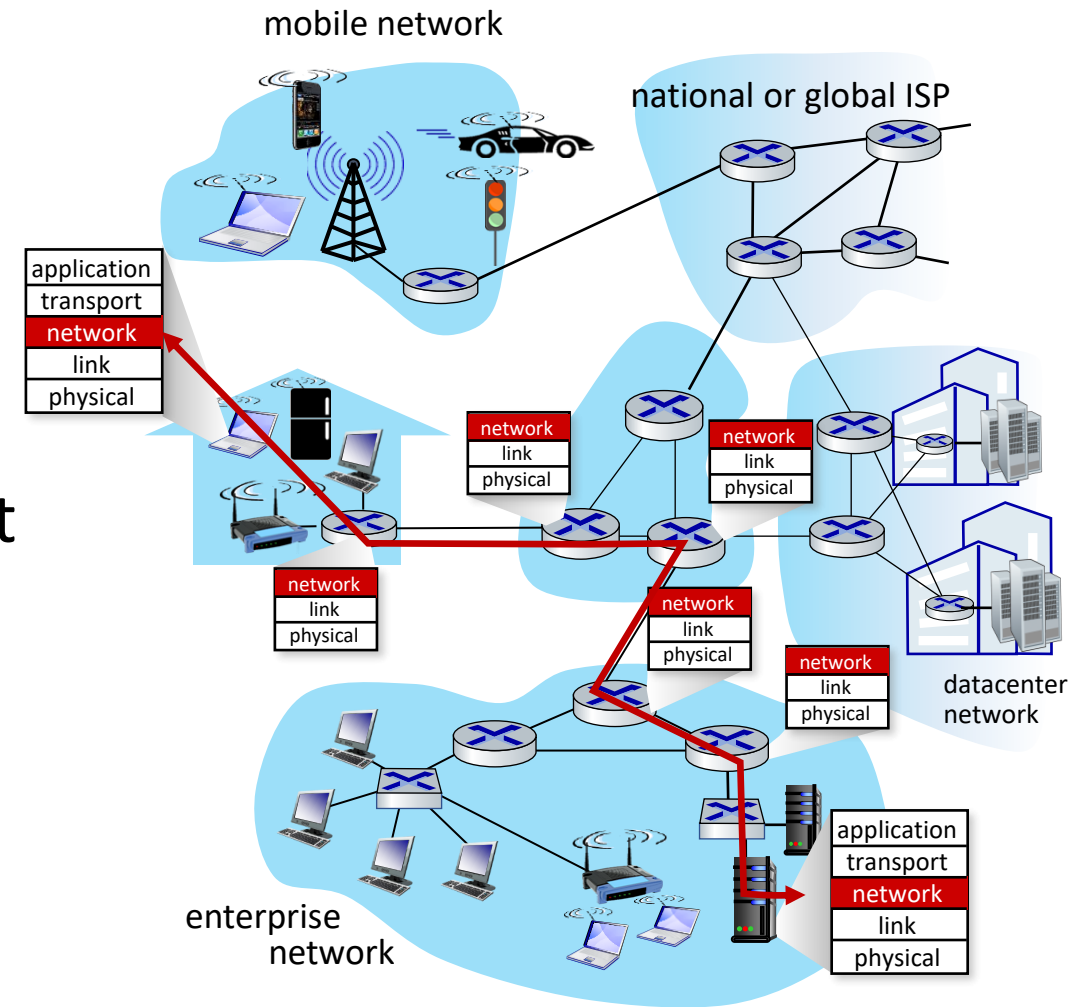 mobile network
national or global ISP
application
transport
network
link
physical
network
link
physical
network
link
physical
t
network
link
physical
network
link
physical
network
link
physical
datacenter
network
application
transport
network
link
physical
enterprise
network